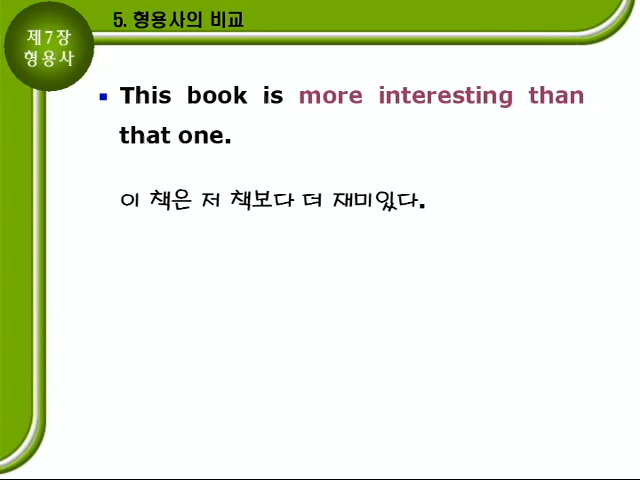 5. 형용사의 비교
제7장
형용사
This book is more interesting than
that one.
이 책은 저 책보다 더 재미있다.